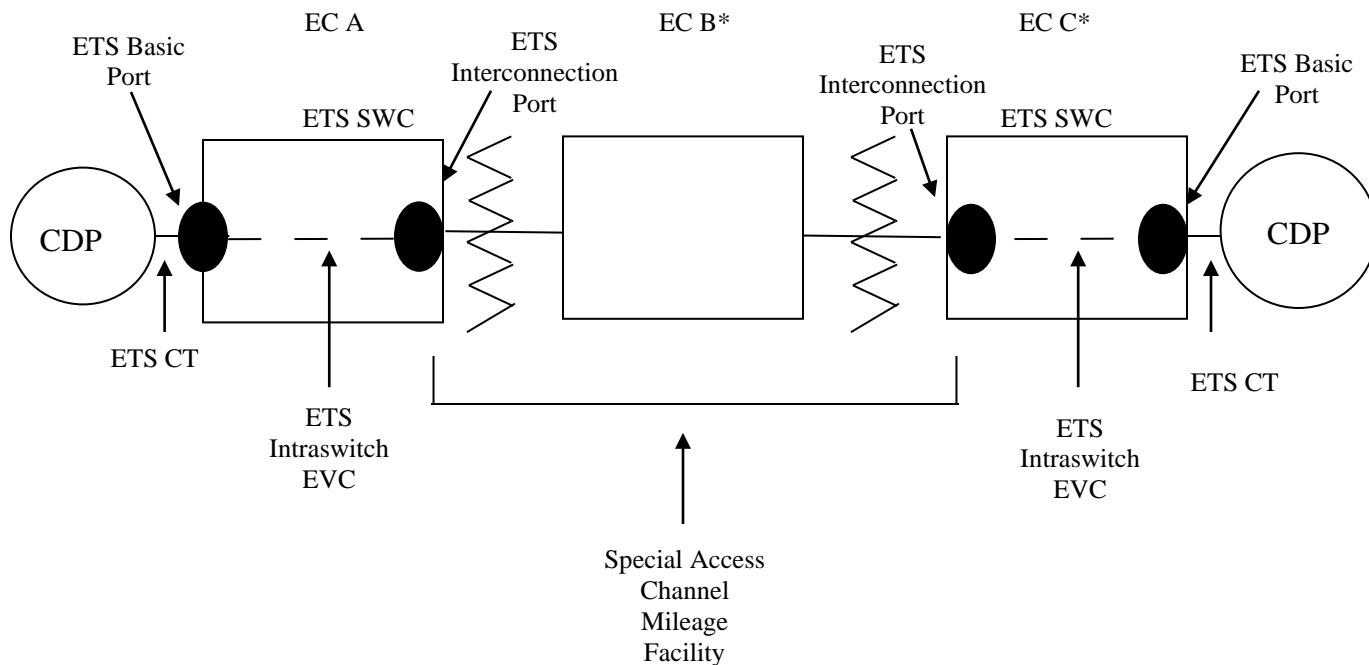 EC A
EC B*
EC C*
ETS Basic
Port
ETS
Interconnection
Port
ETS
Interconnection
Port
ETS Basic
Port
ETS SWC
ETS SWC
CDP
CDP
ETS CT
ETS CT
ETS
Intraswitch
EVC
ETS
Intraswitch
EVC
Special Access
Channel
Mileage
Facility